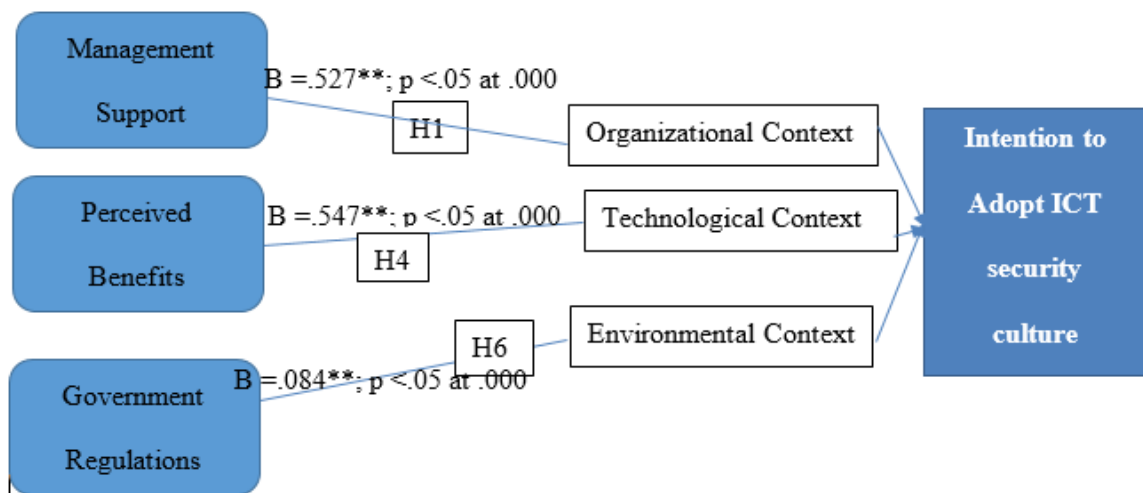 Management
Support
B =.527**; p <.05 at .000
H1
Organizational Context
Perceived
Benefits
B =.547**; p <.05 at .000
H4
Technological Context
Government
Regulations
B =.084**; p <.05 at .000
H6
Environmental Context
Intention to
Adopt ICT
security
culture